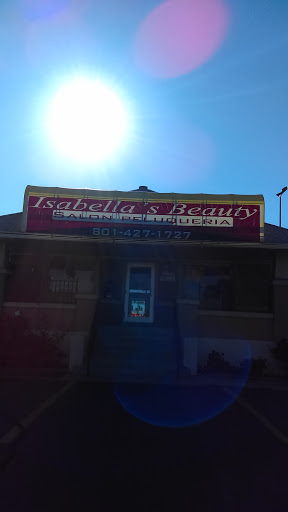 Isabella's Beauty
SALON PELUQUERIA
801-427-1727